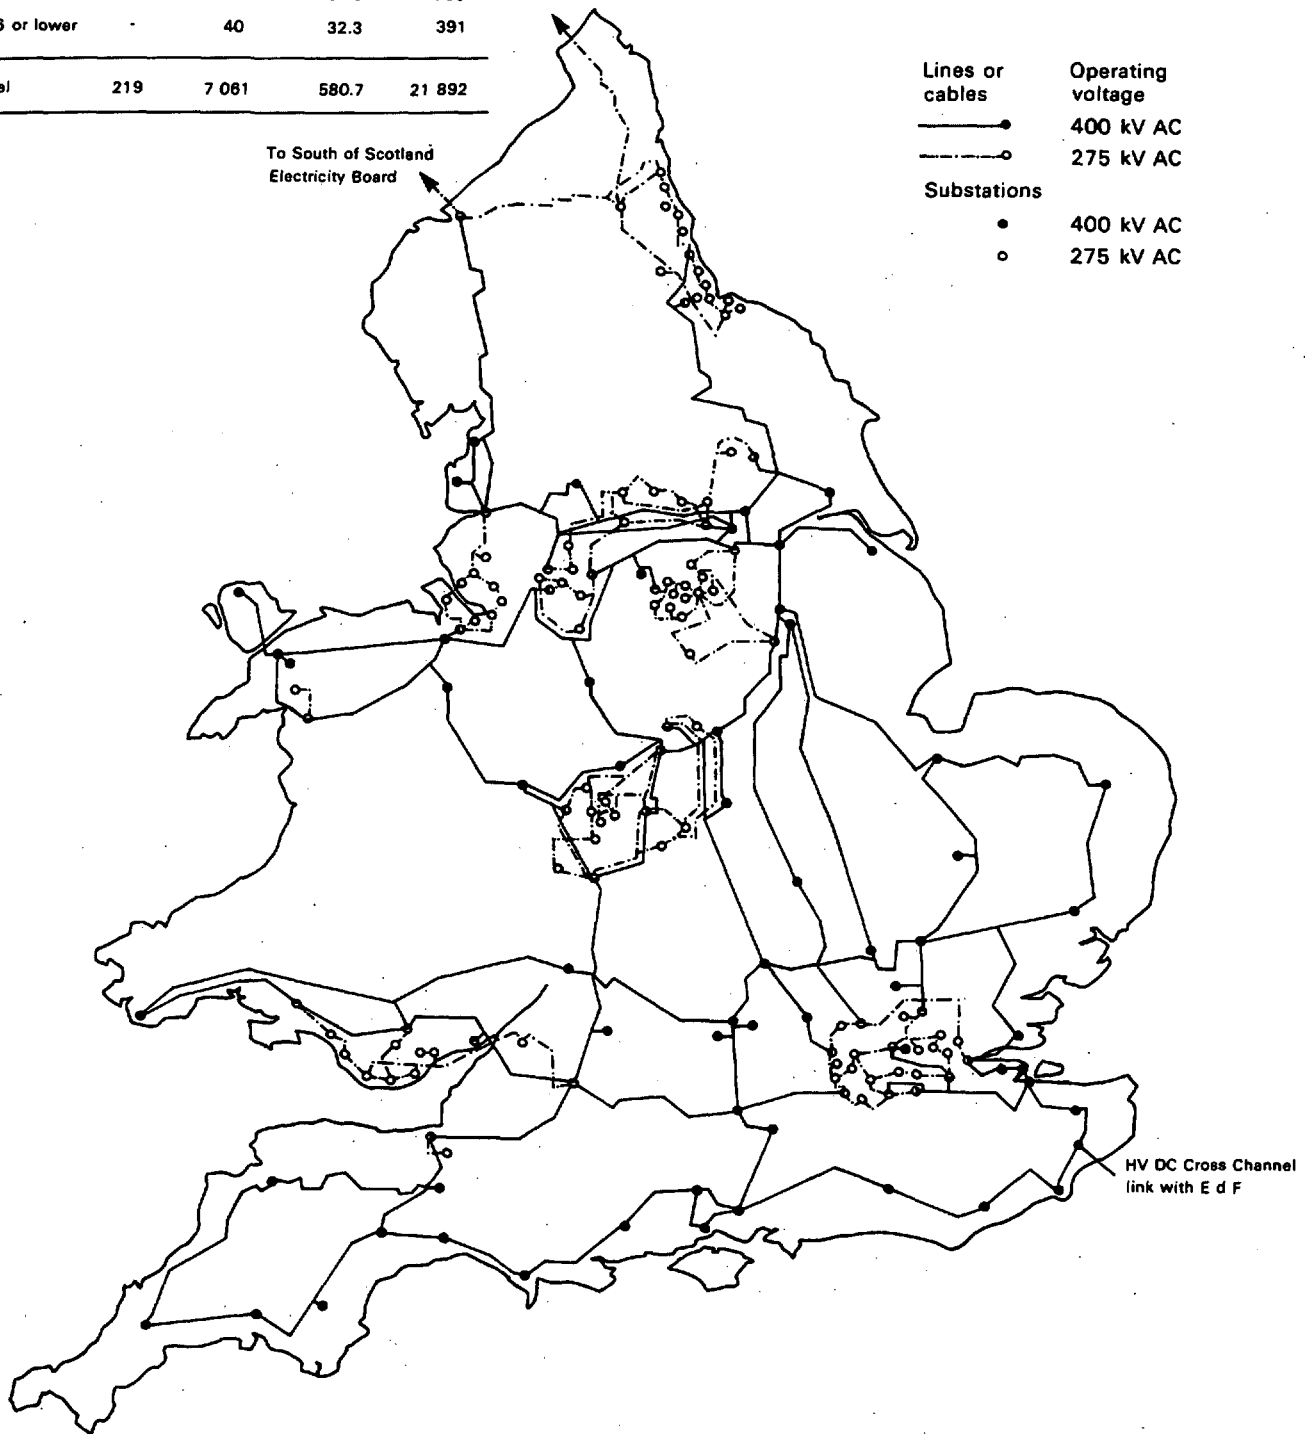 6 or lower - 40 32.3 391
219 7 061 580.7 21 892
To South of Scotland
Electricity Board
Lines or cables Operating voltage
400 kV AC
275 kV AC
Substations
400 kV AC
275 kV AC
HV DC Cross Channel
link with E d F